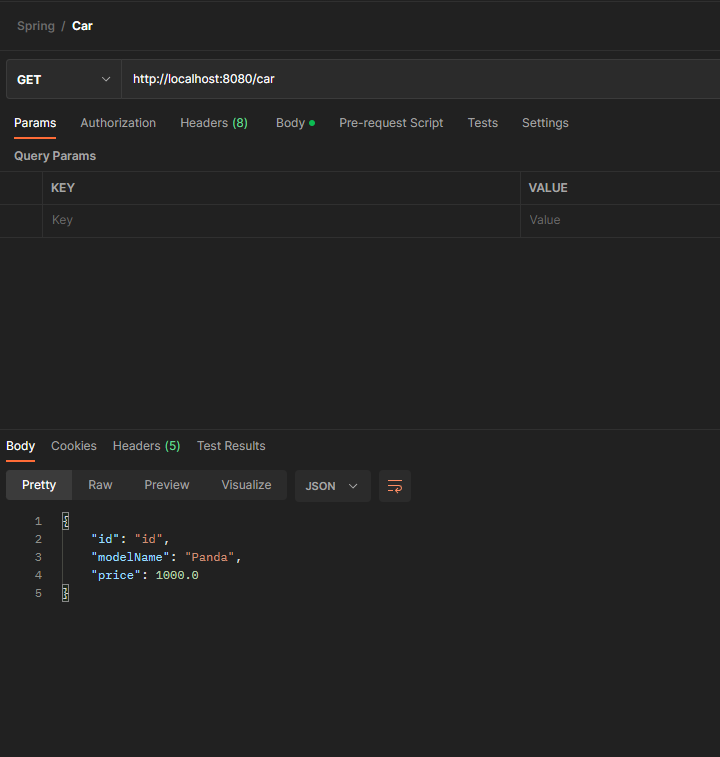 Spring / Car
GET http://localhost:8080/car
Params Authorization Headers (8) Body Pre-request Script Tests Settings
Query Params
KEY VALUE
Key Value
Body Cookies Headers (5) Test Results
Pretty Raw Preview Visualize JSON
1 {
2 "id": "id",
3 "modelName": "Panda",
4 "price": 1000.0
5 }